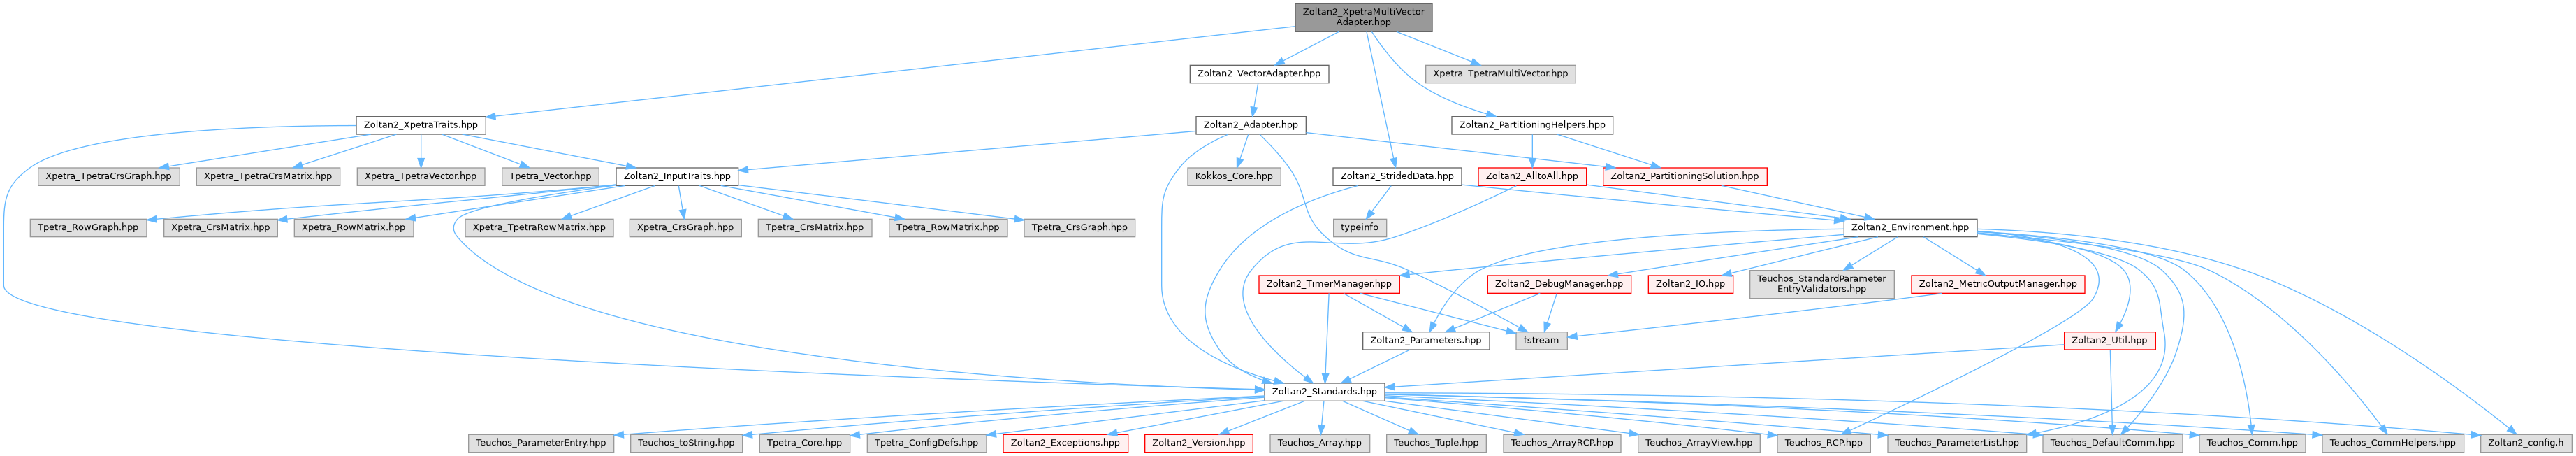 Zoltan2_XpetraMultiVector
Adapter.hpp
Zoltan2_VectorAdapter.hpp
Xpetra_TpetraMultiVector.hpp
Zoltan2_XpetraTraits.hpp
Zoltan2_Adapter.hpp
Zoltan2_PartitioningHelpers.hpp
Xpetra_TpetraCrsGraph.hpp
Xpetra_TpetraCrsMatrix.hpp
Xpetra_TpetraVector.hpp
Tpetra_Vector.hpp
Zoltan2_InputTraits.hpp
Kokkos_Core.hpp
Zoltan2_StridedData.hpp
Zoltan2_AlltoAll.hpp
Zoltan2_PartitioningSolution.hpp
Tpetra_RowGraph.hpp
Xpetra_CrsMatrix.hpp
Xpetra_RowMatrix.hpp
Xpetra_TpetraRowMatrix.hpp
Xpetra_CrsGraph.hpp
Tpetra_CrsMatrix.hpp
Tpetra_RowMatrix.hpp
Tpetra_CrsGraph.hpp
typeinfo
Zoltan2_Environment.hpp
Zoltan2_TimerManager.hpp
Zoltan2_DebugManager.hpp
Zoltan2_IO.hpp
Teuchos_StandardParameter
EntryValidators.hpp
Zoltan2_MetricOutputManager.hpp
Zoltan2_Parameters.hpp
fstream
Zoltan2_Util.hpp
Zoltan2_Standards.hpp
Teuchos_ParameterEntry.hpp
Teuchos_toString.hpp
Tpetra_Core.hpp
Tpetra_ConfigDefs.hpp
Zoltan2_Exceptions.hpp
Zoltan2_Version.hpp
Teuchos_Array.hpp
Teuchos_Tuple.hpp
Teuchos_ArrayRCP.hpp
Teuchos_ArrayView.hpp
Teuchos_RCP.hpp
Teuchos_ParameterList.hpp
Teuchos_DefaultComm.hpp
Teuchos_Comm.hpp
Teuchos_CommHelpers.hpp
Zoltan2_config.h